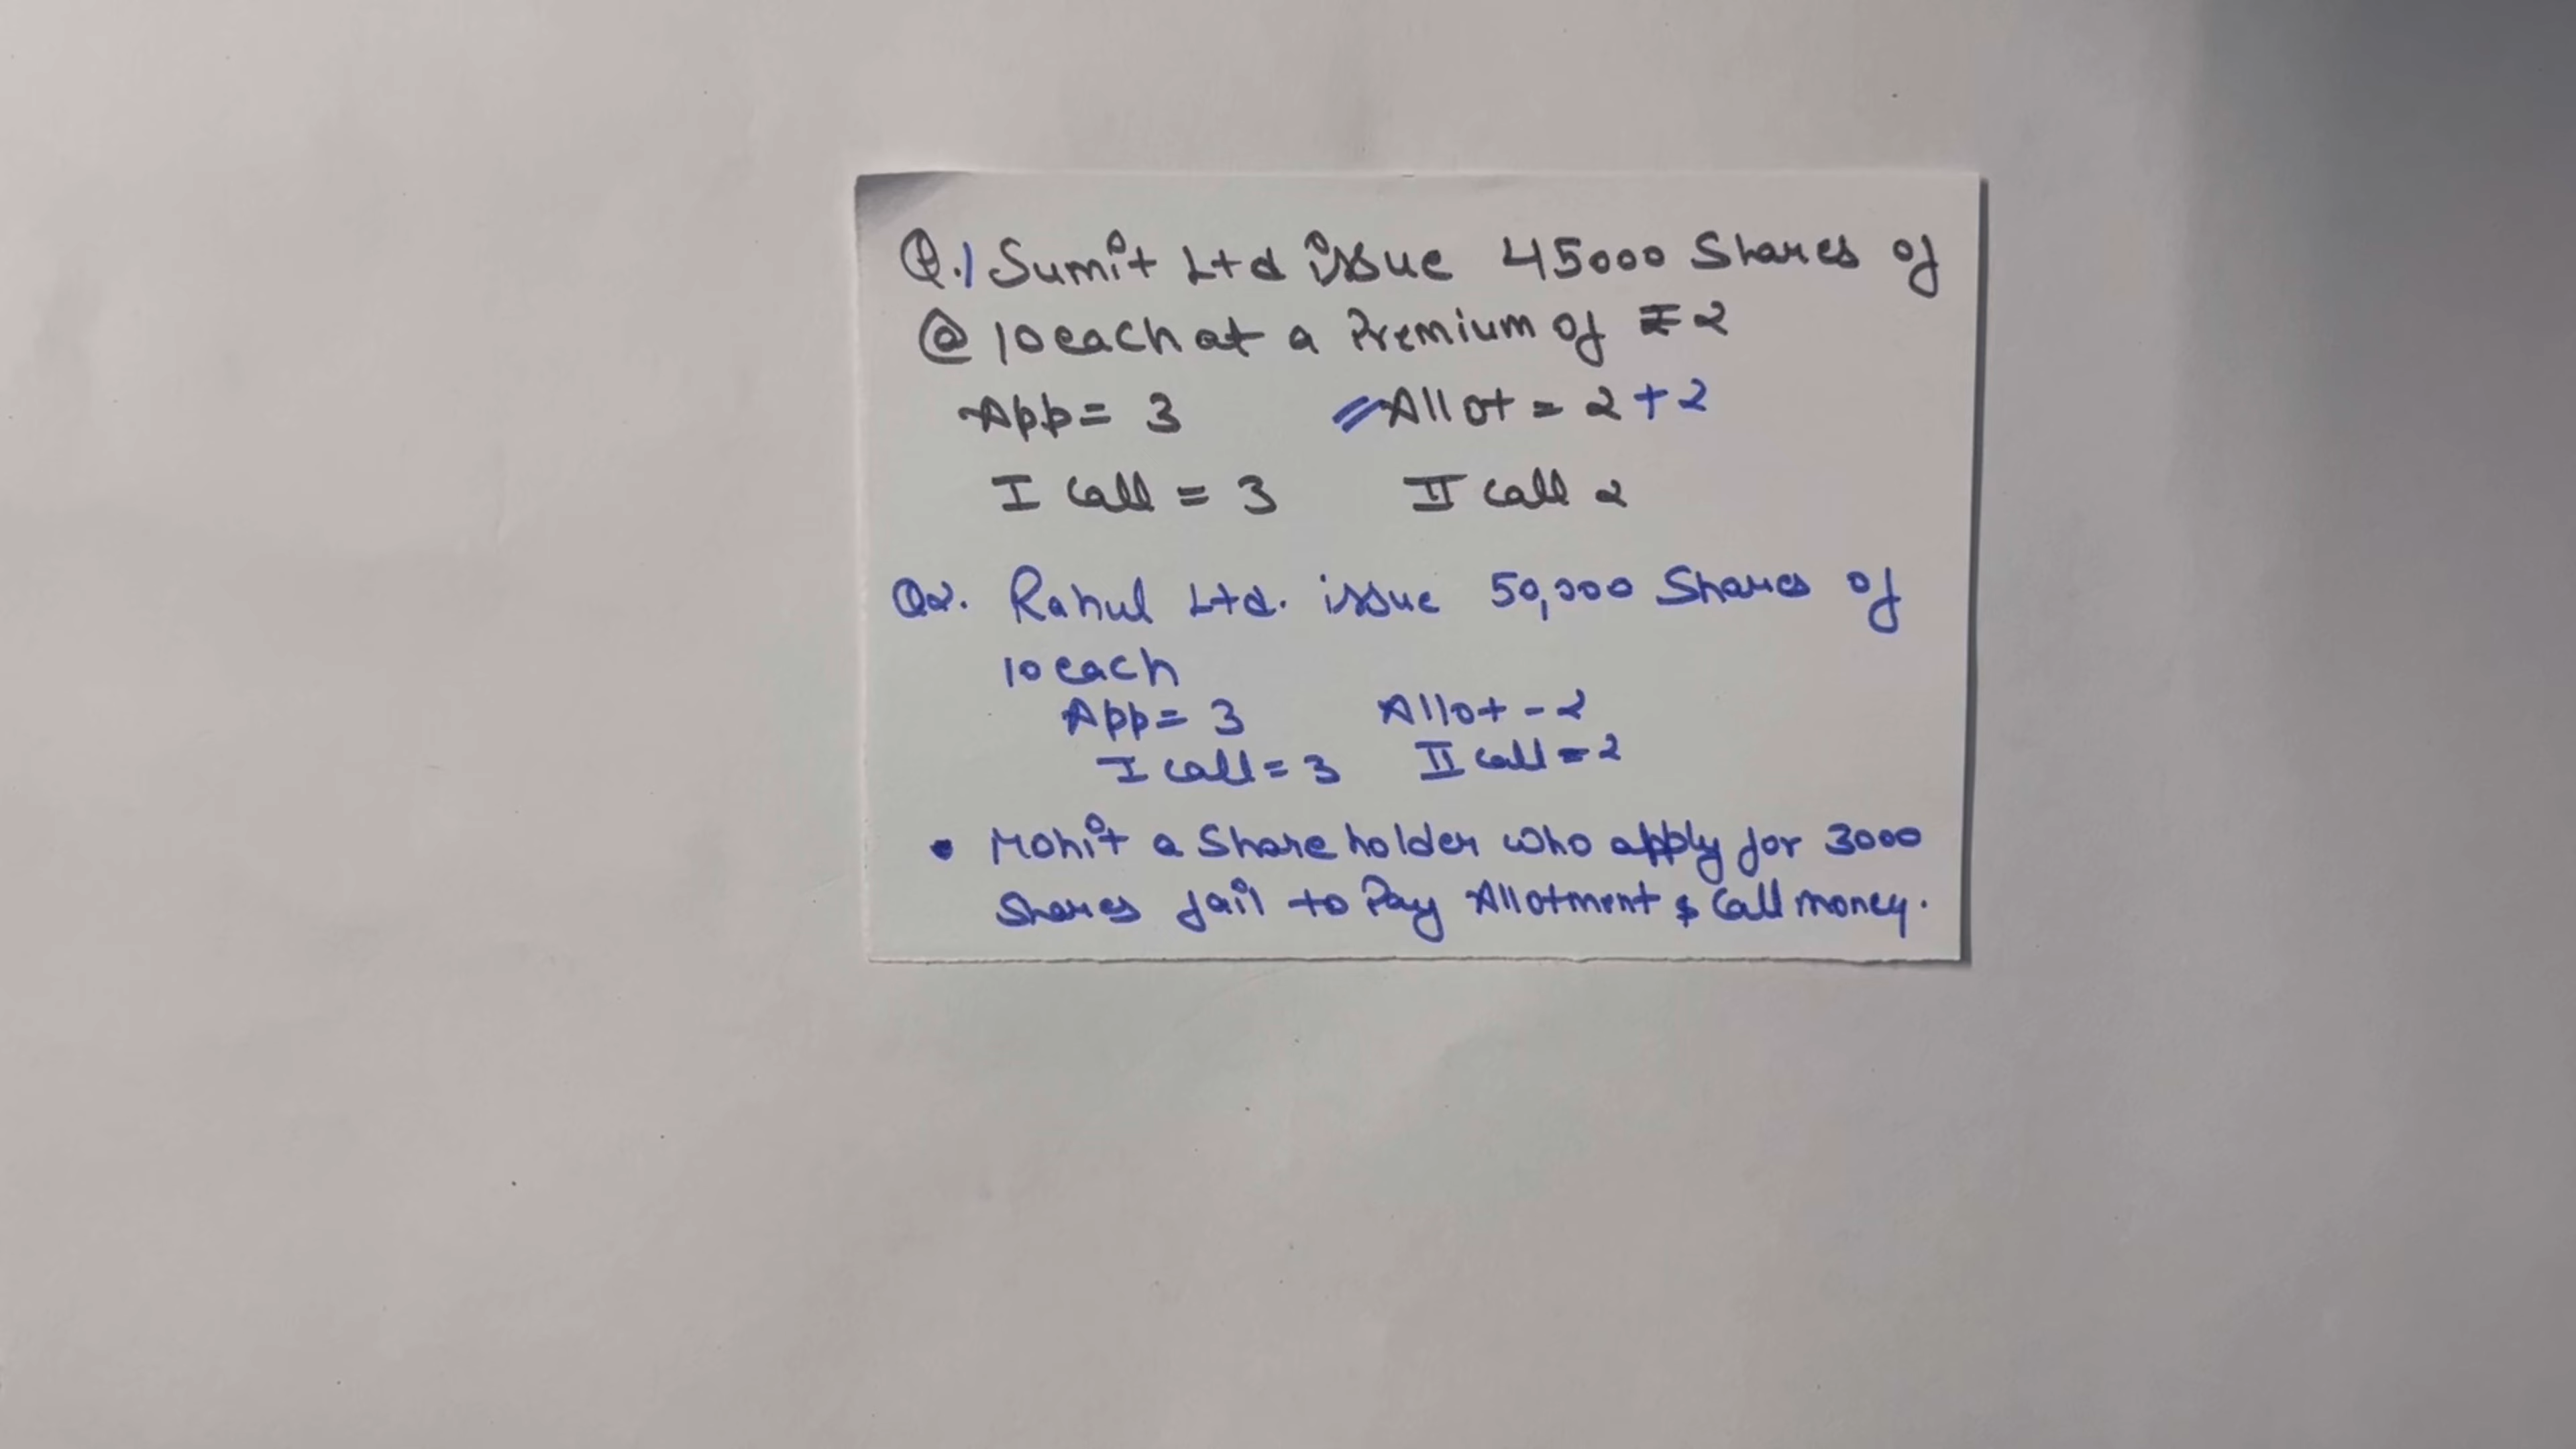 Q.1 Sumit Ltd issue 45000 Shares of
@ 10 each at a Premium of ₹ 2
App = 3 Allot = 2 + 2
I Call = 3 II Call 2
Q2. Rahul Ltd. issue 50,000 Shares of
10 each
App = 3 Allot - 2
I Call = 3 II Call = 2
• Mohit a Share holder who apply for 3000
Shares fail to Pay Allotment & Call money.